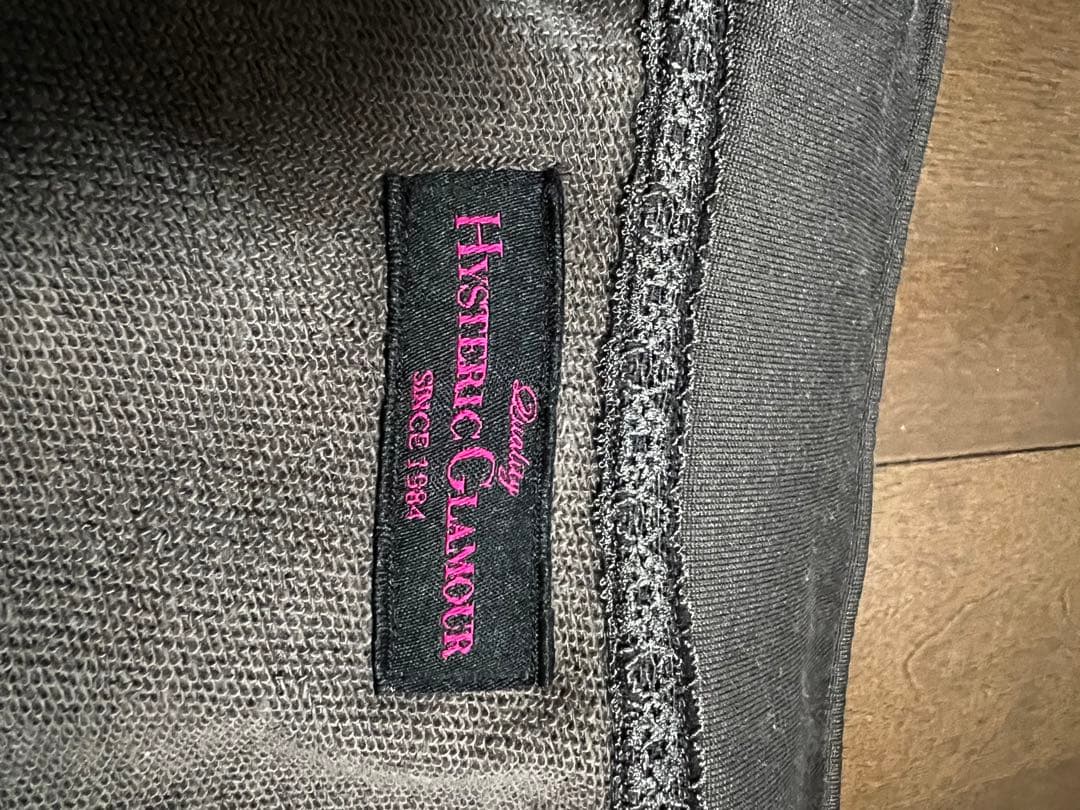 Quality
HYSTERIC GLAMOUR
SINCE 1984